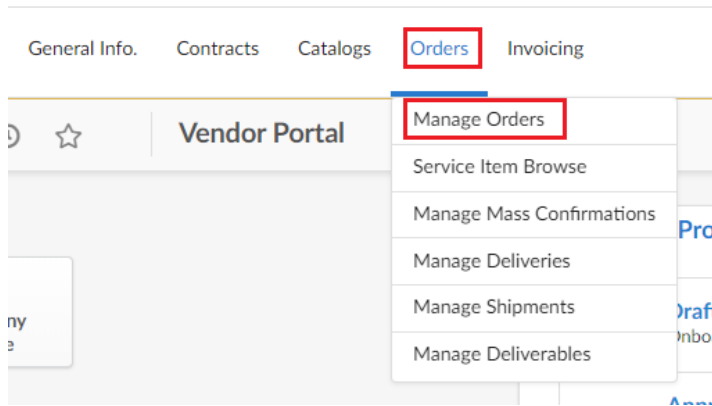 General Info. Contracts Catalogs Orders Invoicing
Vendor Portal
Manage Orders
Service Item Browse
Manage Mass Confirmations
Manage Deliveries
Manage Shipments
Manage Deliverables